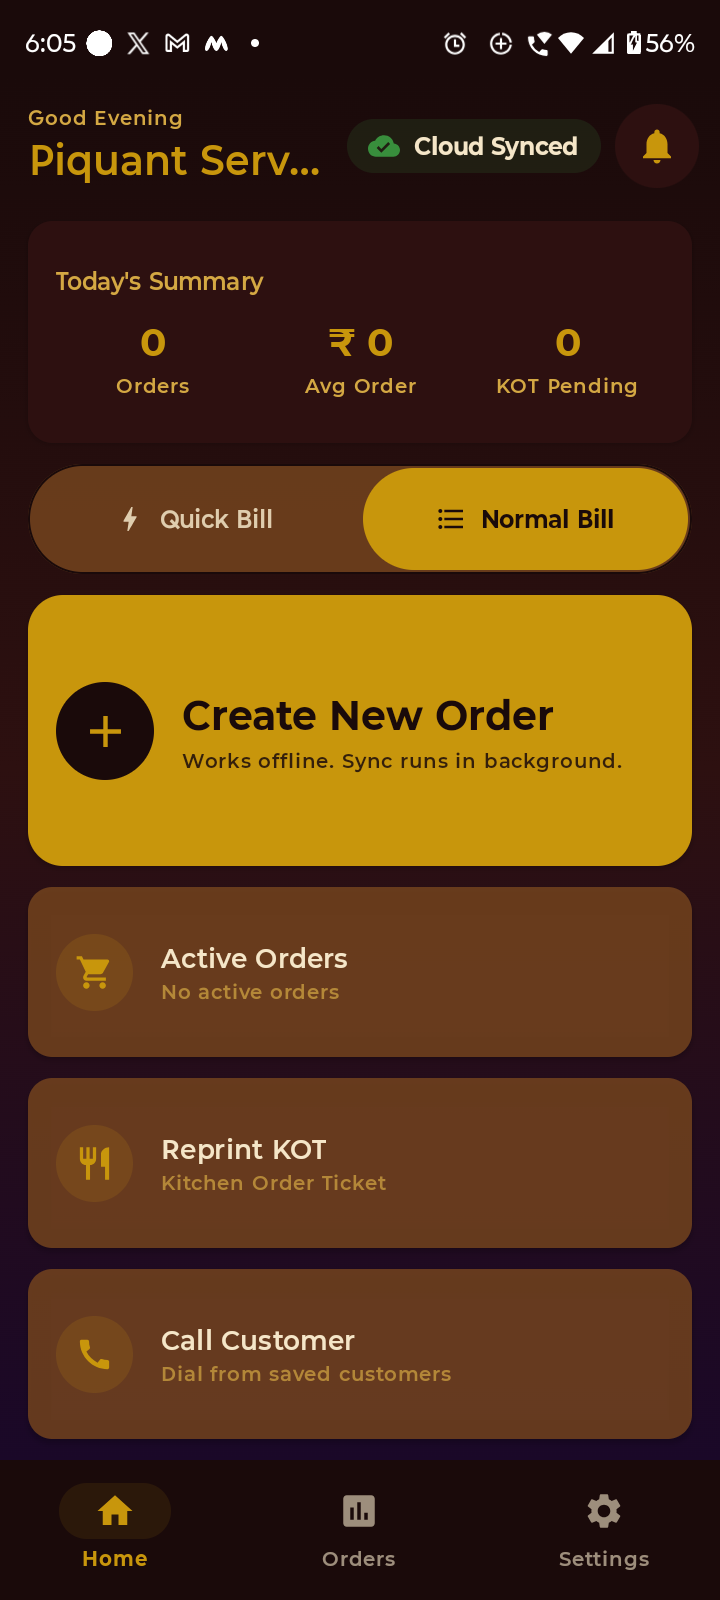 6:05
56%
Good Evening
Piquant Serv...
Cloud Synced
Today's Summary
0 ₹ 0 0
Orders Avg Order KOT Pending
Quick Bill Normal Bill
Create New Order
Works offline. Sync runs in background.
Active Orders
No active orders
Reprint KOT
Kitchen Order Ticket
Call Customer
Dial from saved customers
Home Orders Settings